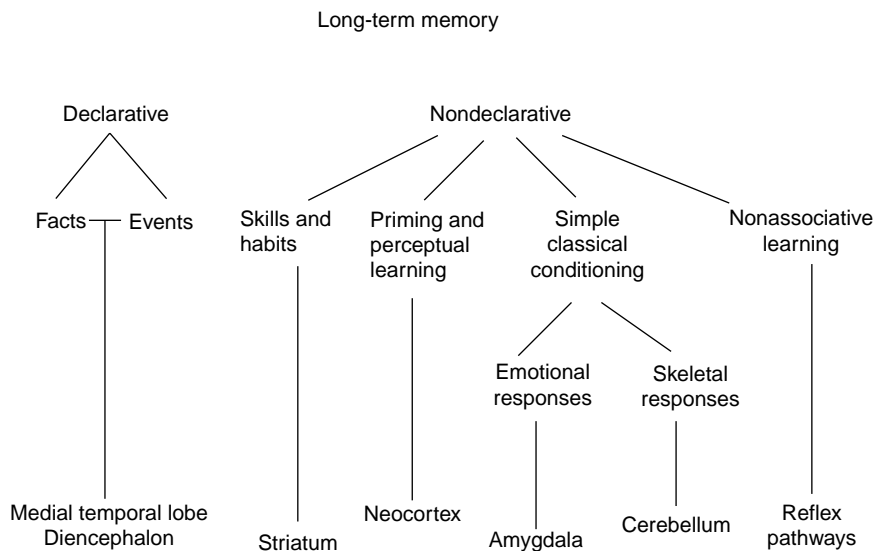 Long-term memory
Declarative
Nondeclarative
Facts
Events
Skills and
habits
Priming and
perceptual
learning
Simple
classical
conditioning
Nonassociative
learning
Emotional
responses
Skeletal
responses
Medial temporal lobe
Diencephalon
Striatum
Neocortex
Amygdala
Cerebellum
Reflex
pathways